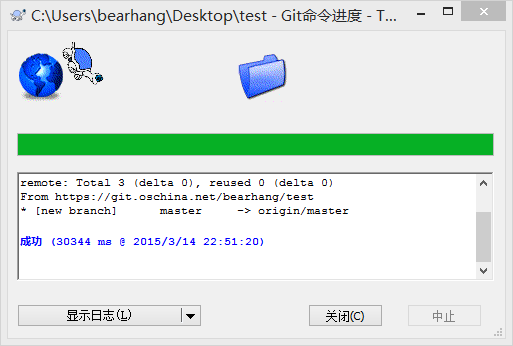 C:\Users\bearhang\Desktop\test - Git命令进度 - T...
remote: Total 3 (delta 0), reused 0 (delta 0)
From https://git.oschina.net/bearhang/test
* [new branch]      master     -> origin/master
成功 (30344 ms @ 2015/3/14 22:51:20)
显示日志(L)
关闭(C)
中止